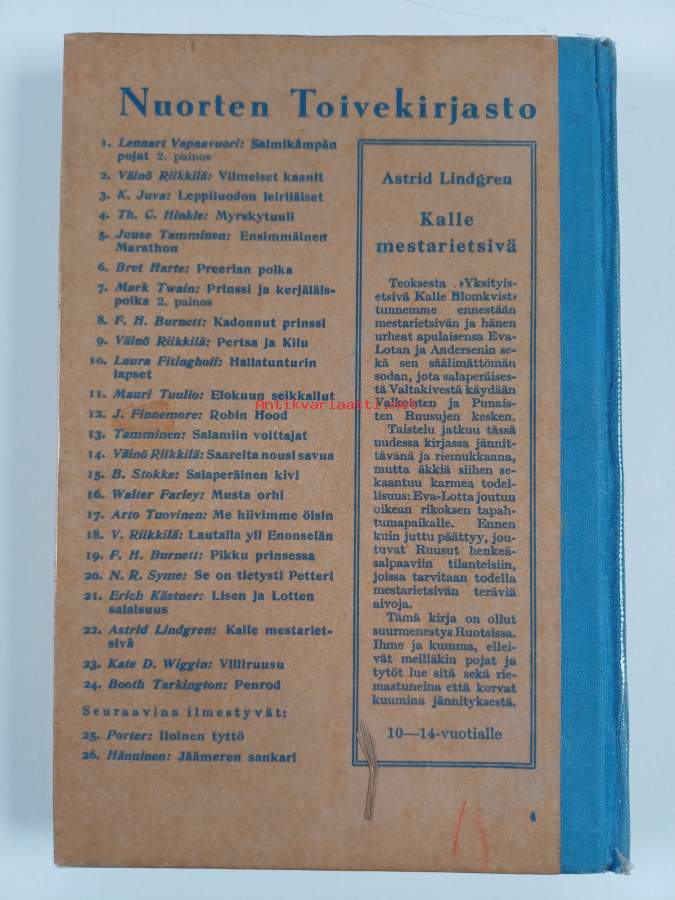 Nuorten Toivekirjasto
1. Lennart Vapaavuori: Salmikämpän
pojat 2. painos
2. Väinö Riikkilä: Viimeiset kaanit
3. K. Juva: Leppiluodon leiriläiset
4. Th. C. Hinkle: Myrskytuuli
5. Juuse Tamminen: Ensimmäinen
Marathon
6. Bret Harte: Preerian poika
7. Mark Twain: Prinssi ja kerjäläis-
poika 2. painos
8. F. H. Burnett: Kadonnut prinssi
9. Väinö Riikkilä: Pertsa ja Kilu
10. Laura Fitinghoff: Hallatunturin
lapset
11. Mauri Tuulio: Elokuun seikkailut
12. J. Finnemore: Robin Hood
13. Tamminen: Salamiin voittajat
14. Väinö Riikkilä: Saarelta nousi savua
15. B. Stokke: Salaperäinen kivi
16. Walter Farley: Musta orhi
17. Arto Tuovinen: Me hiivimme öisin
18. V. Riikkilä: Lautalla yli Enonselän
19. F. H. Burnett: Pikku prinsessa
20. N. R. Syme: Se on tietysti Petteri
21. Erich Kästner: Lisen ja Lotten
salaisuus
22. Astrid Lindgren: Kalle mestariet-
sivä
23. Kate D. Wiggin: Villiruusu
24. Booth Tarkington: Penrod
Seuraavina ilmestyvät:
25. Porter: Iloinen tyttö
26. Hänninen: Jäämeren sankari
Astrid Lindgren
Kalle
mestarietsivä
Teoksesta »Yksityis-
etsivä Kalle Blomkvist»
tunnemme ennestään
mestarietsivän ja hänen
urheat apulaisensa Eva-
Lotan ja Andersenin se-
kä sen säälimättömän
sodan, jota salaperäises-
tä Valtakivestä käydään
Valkoisten ja Punais-
ten Ruusujen kesken.
Taistelu jatkuu tässä
uudessa kirjassa jännit-
tävänä ja riemukkaana,
mutta äkkiä siihen se-
kaantuu karmea todel-
lisuus: Eva-Lotta joutuu
oikean rikoksen tapah-
tumapaikalle. Ennen
kuin juttu päättyy, jou-
tuvat Ruusut henkeä-
salpaaviin tilanteisiin,
joissa tarvitaan todella
mestarietsivän teräviä
aivoja.
Tämä kirja on ollut
suurmenestys Ruotsissa.
Ihme ja kumma, ellei-
vät meilläkin pojat ja
tytöt lue sitä sekä rie-
mastuneina että korvat
kuumina jännityksestä.
10—14-vuotialle
4
Antikvariaatti.net